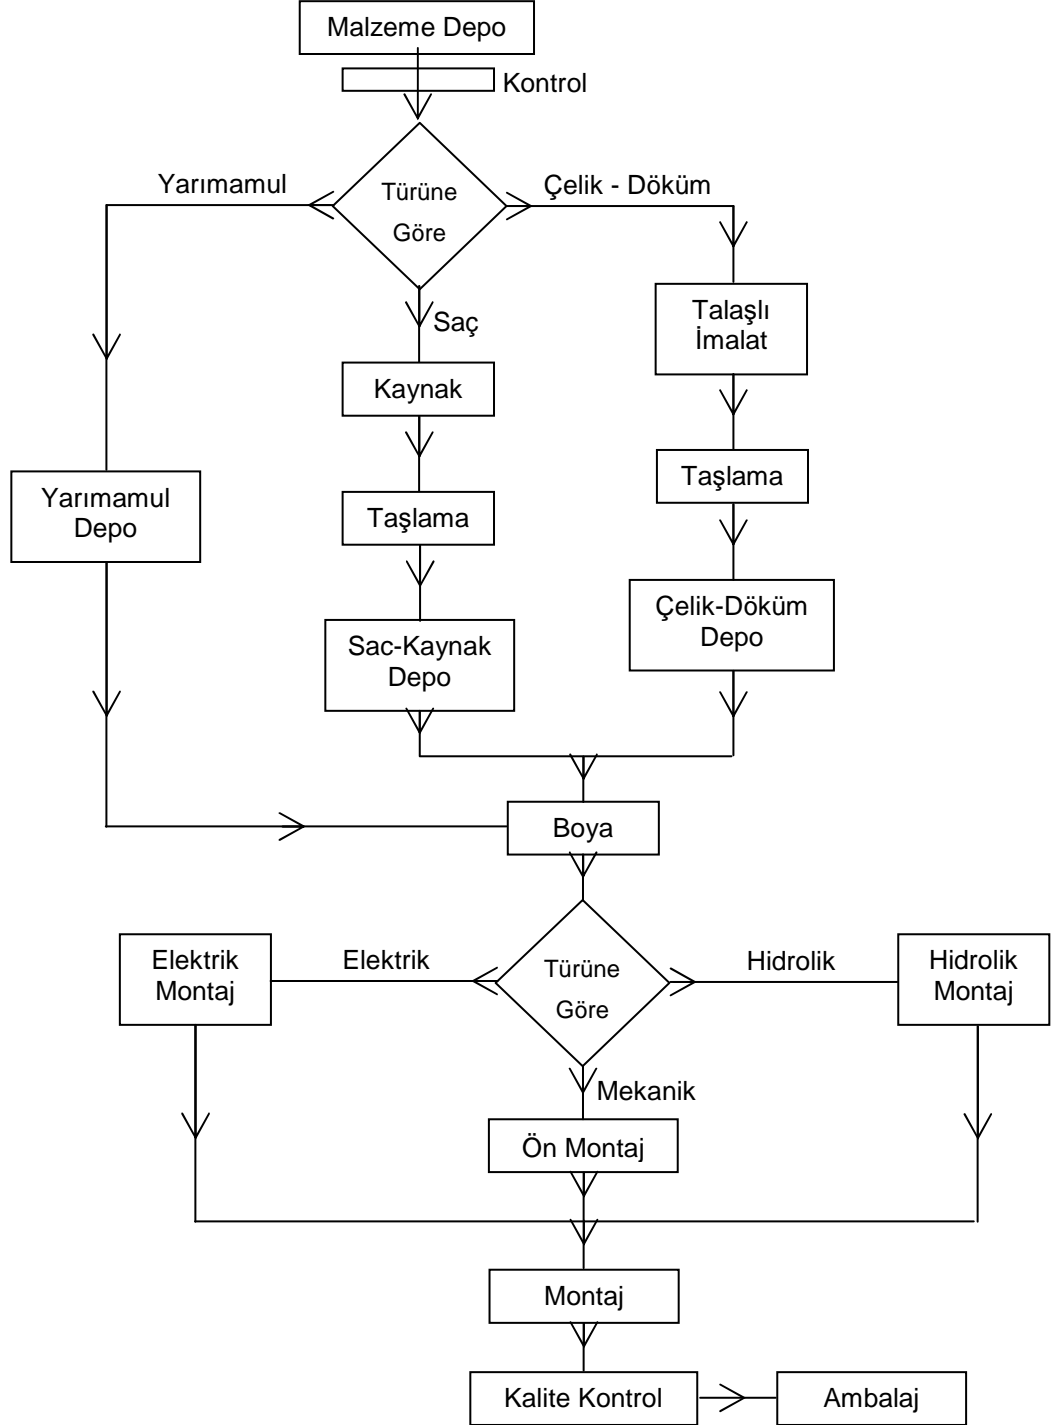 Malzeme Depo
Kontrol
Yarımamul
Türüne
Göre
Çelik - Döküm
Saç
Talaşlı
İmalat
Kaynak
Taşlama
Yarımamul
Depo
Taşlama
Çelik-Döküm
Depo
Sac-Kaynak
Depo
Boya
Elektrik
Montaj
Elektrik
Türüne
Göre
Hidrolik
Hidrolik
Montaj
Mekanik
Ön Montaj
Montaj
Kalite Kontrol
Ambalaj